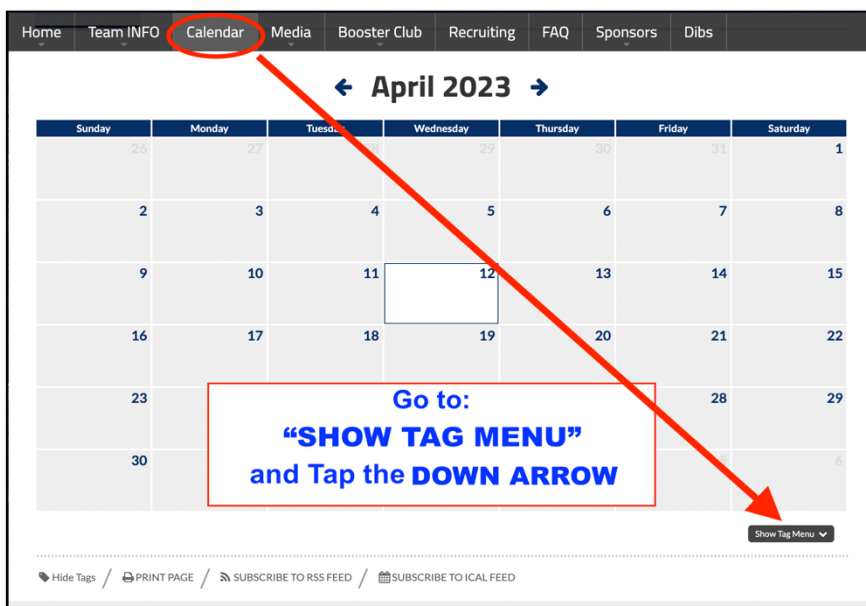 Home Team INFO Calendar Media Booster Club Recruiting FAQ Sponsors Dibs
April 2023
Sunday Monday Tuesday Wednesday Thursday Friday Saturday
26 27 28 29 30 31 1
2 3 4 5 6 7 8
9 10 11 12 13 14 15
16 17 18 19 20 21 22
23 28 29
30 6
Go to:
“SHOW TAG MENU”
and Tap the DOWN ARROW
Show Tag Menu
Hide Tags / PRINT PAGE / SUBSCRIBE TO RSS FEED / SUBSCRIBE TO ICAL FEED